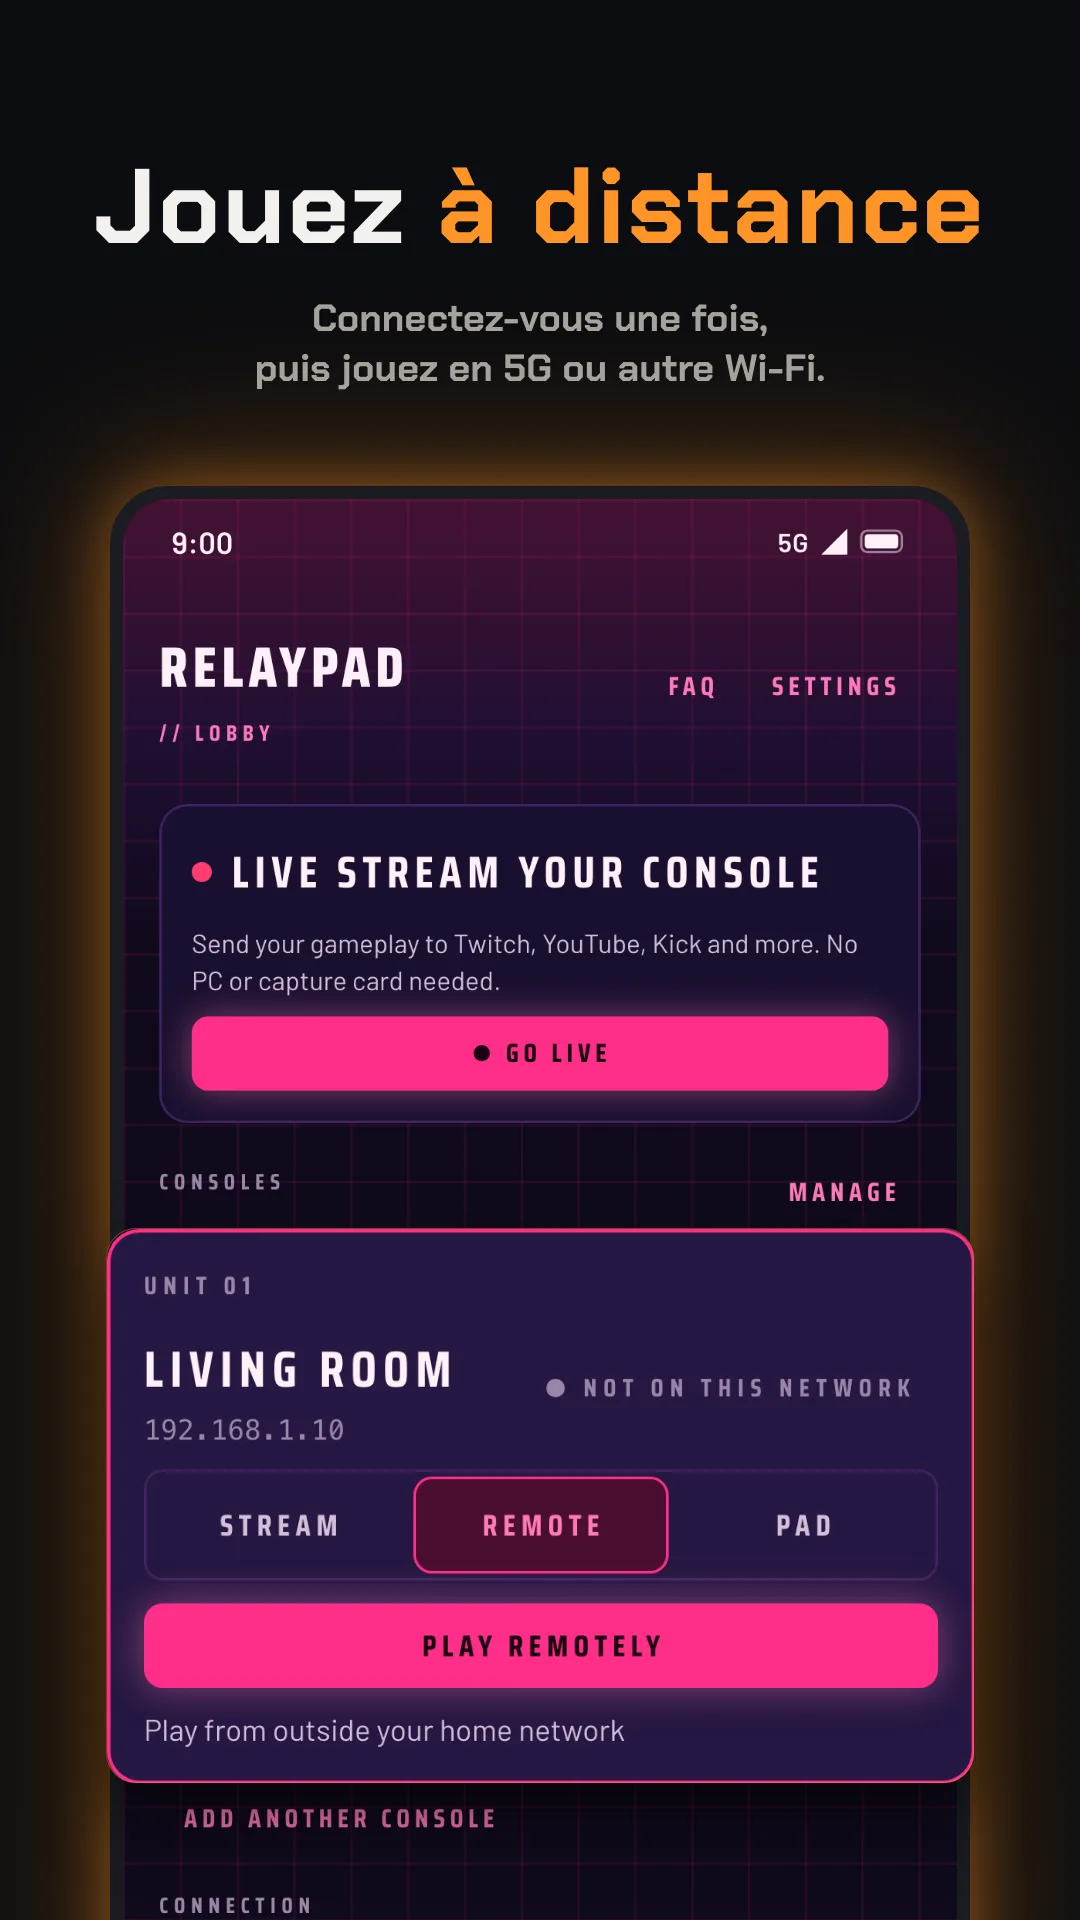 Jouez à distance
Connectez-vous une fois,
puis jouez en 5G ou autre Wi-Fi.
9:00
5G
RELAYPAD
FAQ
SETTINGS
// LOBBY
LIVE STREAM YOUR CONSOLE
Send your gameplay to Twitch, YouTube, Kick and more. No
PC or capture card needed.
GO LIVE
CONSOLES
MANAGE
UNIT 01
LIVING ROOM
NOT ON THIS NETWORK
192.168.1.10
STREAM
REMOTE
PAD
PLAY REMOTELY
Play from outside your home network
ADD ANOTHER CONSOLE
CONNECTION